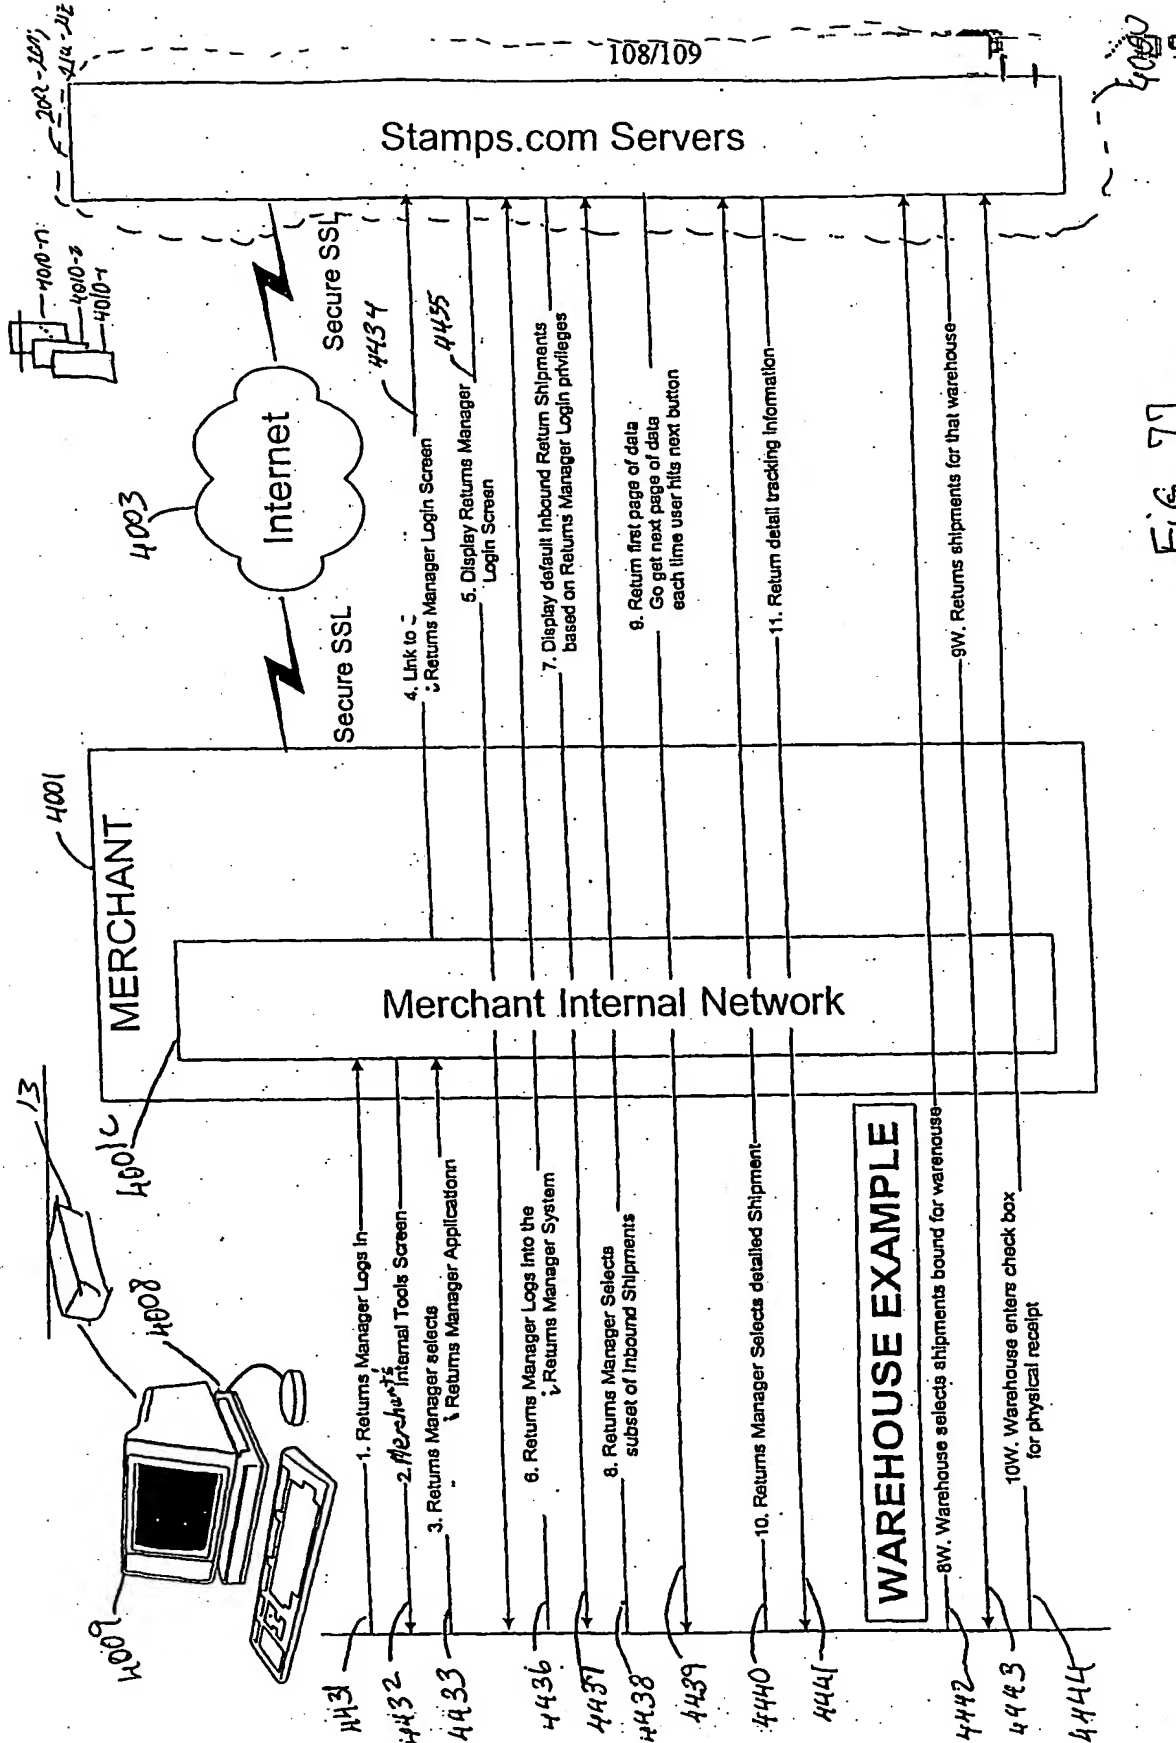 108/109
4010-n
4010-2
4010-1
Stamps.com Servers
Secure SSL
4003
Internet
Secure SSL
4001
MERCHANT
4001c
Merchant Internal Network
13
4009
4008
4431
1. Returns Manager Logs In
4432
2. Merchant's Internal Tools Screen
4433
3. Returns Manager selects
Returns Manager Applicationn
4434
4. Link to
Returns Manager Login Screen
4435
5. Display Returns Manager
Login Screen
4436
6. Returns Manager Logs Into the
Returns Manager System
4437
7. Display default Inbound Return Shipments
based on Returns Manager Login privileges
4438
8. Returns Manager Selects
subset of Inbound Shipments
4439
9. Return first page of data
Go get next page of data
each time user hits next button
4440
10. Returns Manager Selects detailed Shipment
4441
11. Return detail tracking information
WAREHOUSE EXAMPLE
4442
8W. Warehouse selects shipments bound for warehouse
4443
9W. Returns shipments for that warehouse
4444
10W. Warehouse enters check box
for physical receipt
FiG. 77